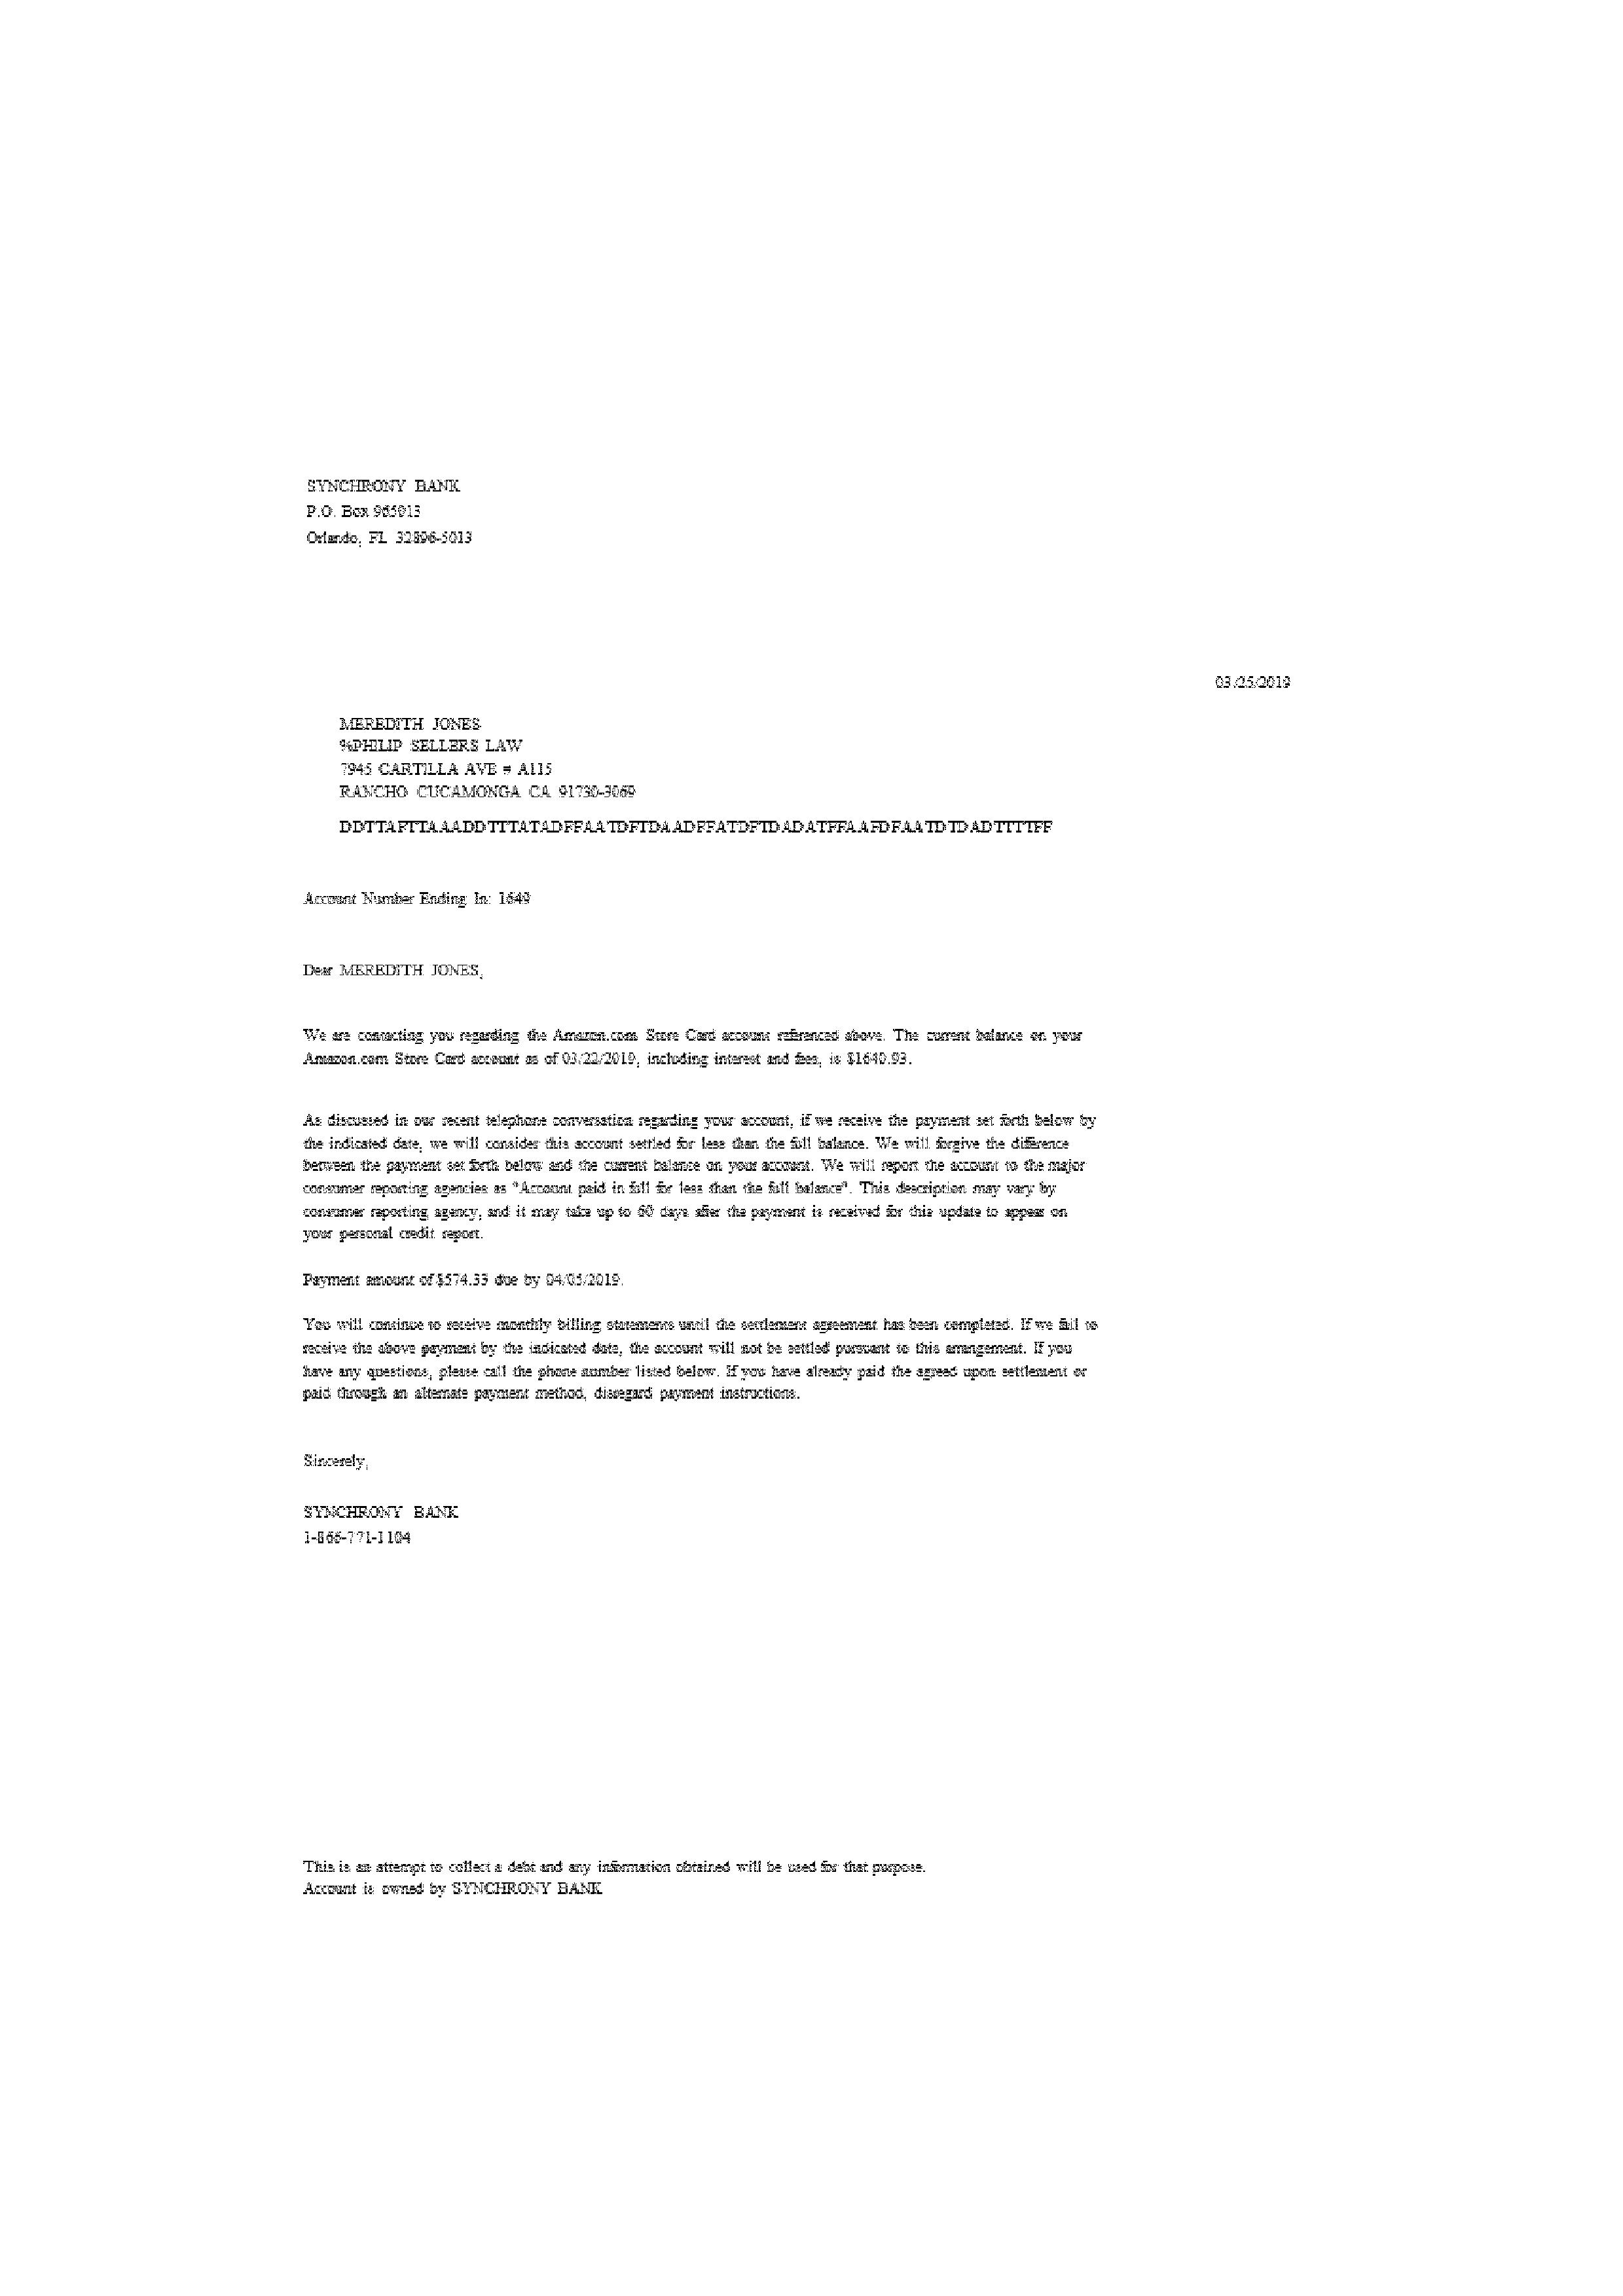 SYNCHRONY BANK
P.O. Box 965013
Orlando, FL 32896-5013
03/25/2019
MEREDITH JONES
%PHILIP SELLERS LAW
7945 CARTILLA AVE # A115
RANCHO CUCAMONGA CA 91730-3069
Account Number Ending In: 1649
Dear MEREDITH JONES,
We are contacting you regarding the Amazon.com Store Card account referenced above. The current balance on your
Amazon.com Store Card account as of 03/22/2019, including interest and fees, is $1640.93.
As discussed in our recent telephone conversation regarding your account, if we receive the payment set forth below by
the indicated date, we will consider this account settled for less than the full balance. We will forgive the difference
between the payment set forth below and the current balance on your account. We will report the account to the major
consumer reporting agencies as "Account paid in full for less than the full balance". This description may vary by
consumer reporting agency, and it may take up to 60 days after the payment is received for this update to appear on
your personal credit report.
Payment amount of $574.33 due by 04/05/2019.
You will continue to receive monthly billing statements until the settlement agreement has been completed. If we fail to
receive the above payment by the indicated date, the account will not be settled pursuant to this arrangement. If you
have any questions, please call the phone number listed below. If you have already paid the agreed upon settlement or
paid through an alternate payment method, disregard payment instructions.
Sincerely,
SYNCHRONY BANK
1-866-771-1104
This is an attempt to collect a debt and any information obtained will be used for that purpose.
Account is owned by SYNCHRONY BANK